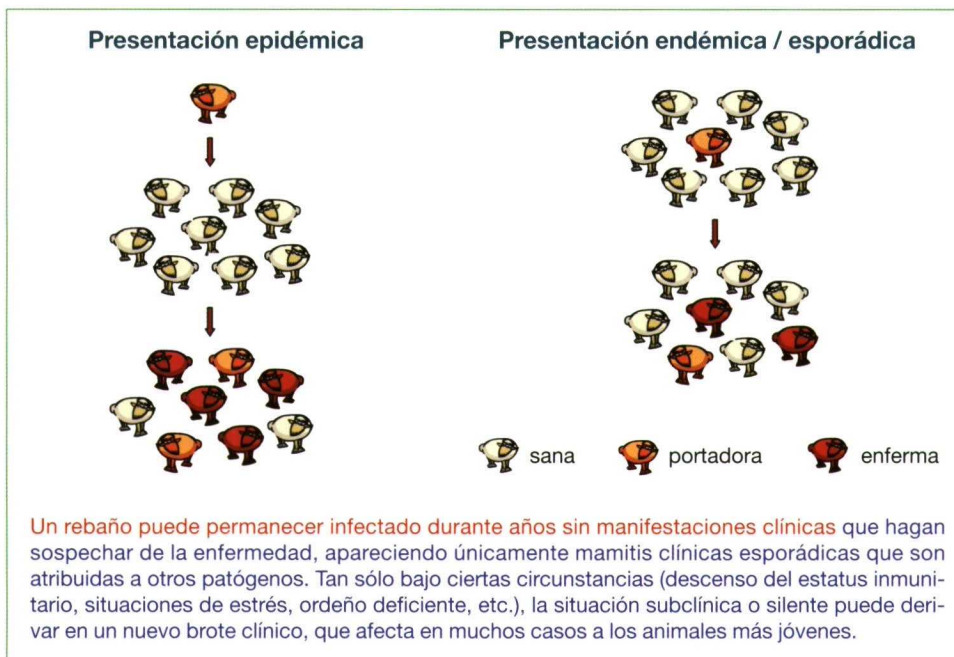 Presentación epidémica
Presentación endémica / esporádica
sana
portadora
enferma
Un rebaño puede permanecer infectado durante años sin manifestaciones clínicas que hagan
sospechar de la enfermedad, apareciendo únicamente mamitis clínicas esporádicas que son
atribuidas a otros patógenos. Tan sólo bajo ciertas circunstancias (descenso del estatus inmuni-
tario, situaciones de estrés, ordeño deficiente, etc.), la situación subclínica o silente puede deri-
var en un nuevo brote clínico, que afecta en muchos casos a los animales más jóvenes.